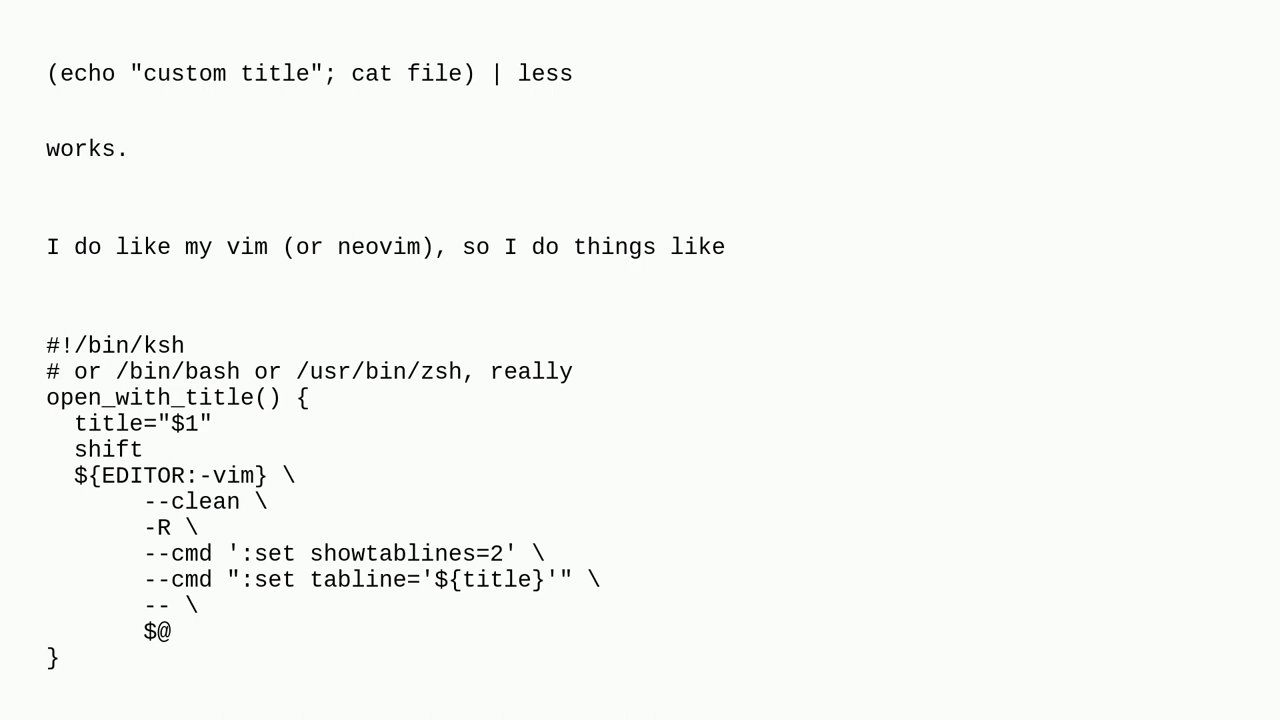 (echo "custom title"; cat file) | less
works.
I do like my vim (or neovim), so I do things like
#!/bin/ksh
# or /bin/bash or /usr/bin/zsh, really
open_with_title() {
  title="$1"
  shift
  ${EDITOR:-vim} \
       --clean \
       -R \
       --cmd ':set showtablines=2' \
       --cmd ":set tabline='${title}'" \
       -- \
       $@
}